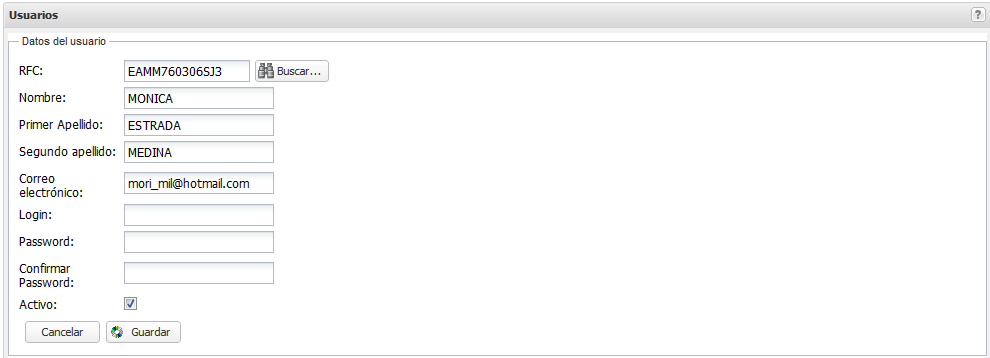 Usuarios ?
Datos del usuario
RFC: EAMM760306SJ3 Buscar...
Nombre: MONICA
Primer Apellido: ESTRADA
Segundo apellido: MEDINA
Correo
electrónico: mori_mil@hotmail.com
Login:
Password:
Confirmar
Password:
Activo:
Cancelar Guardar